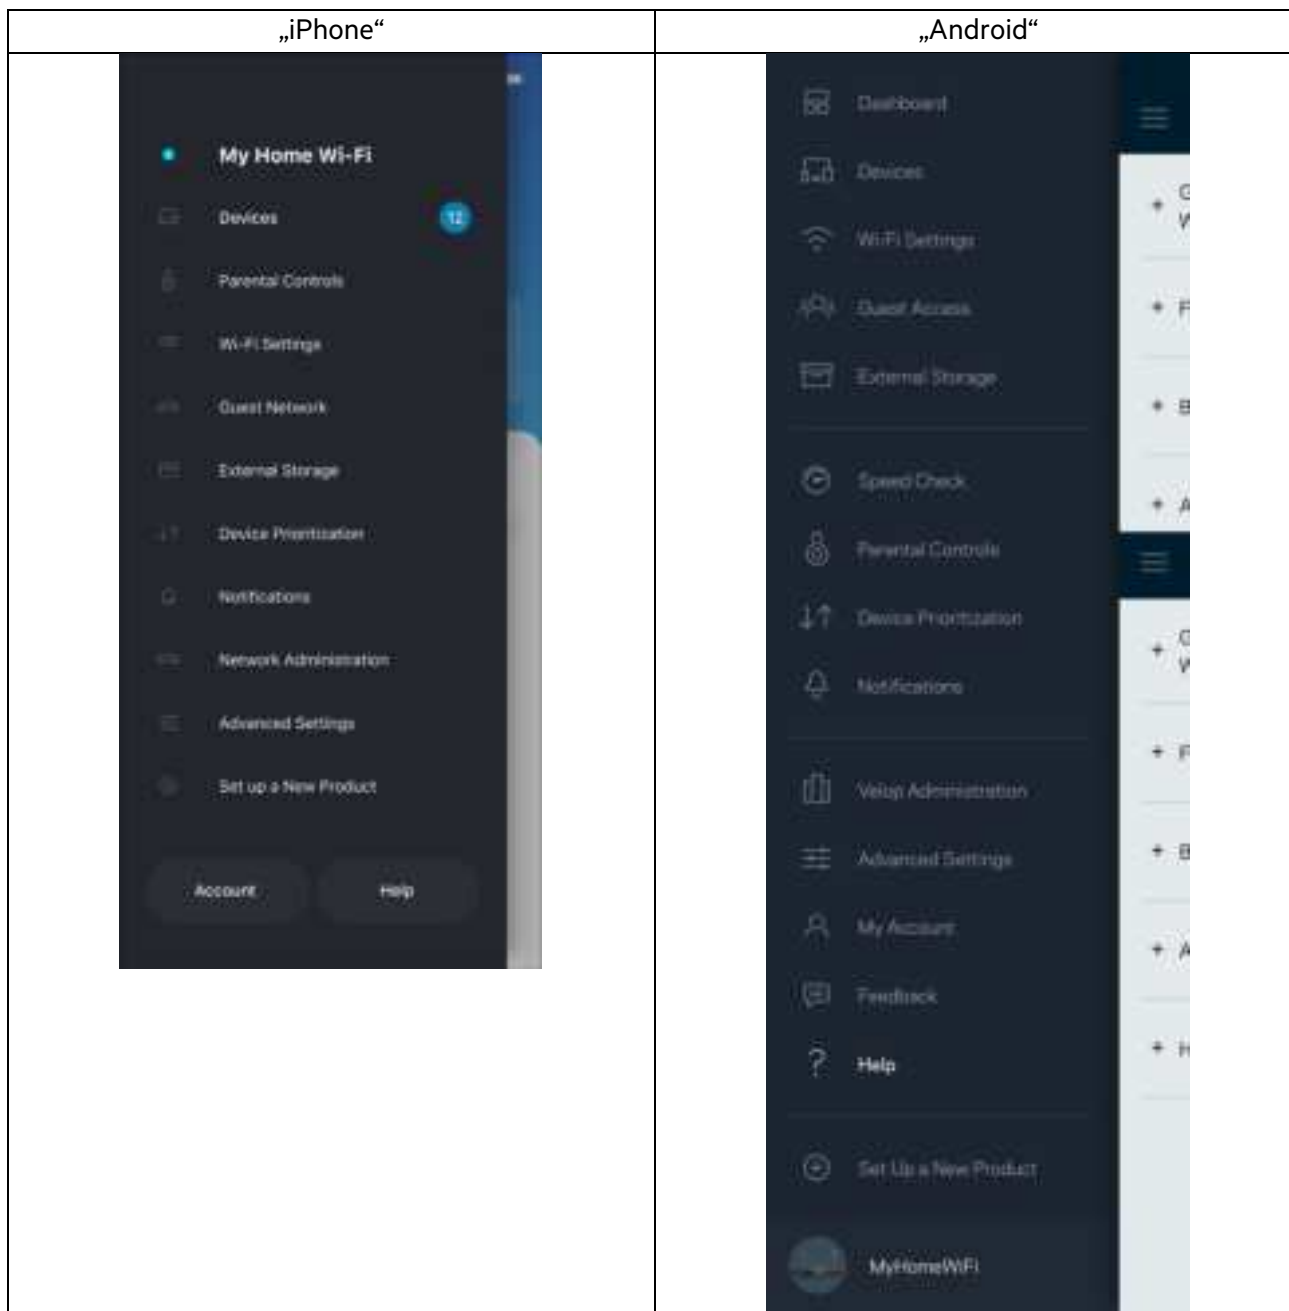 „iPhone“
„Android“
My Home Wi-Fi
Devices
12
Parental Controls
Wi-Fi Settings
Guest Network
External Storage
Device Prioritization
Notifications
Network Administration
Advanced Settings
Set up a New Product
Account
Help
Dashboard
Devices
Wi-Fi Settings
Guest Access
External Storage
Speed Check
Parental Controls
Device Prioritization
Notifications
Velop Administration
Advanced Settings
My Account
Feedback
Help
Set Up a New Product
MyHomeWiFi
+ G
W
+ F
+ B
+ A
+ G
W
+ F
+ B
+ A
+ H